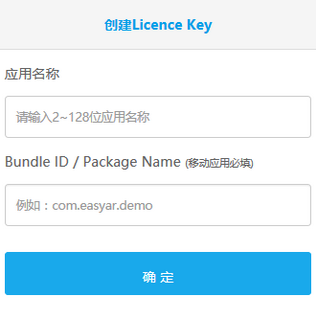 创建Licence Key
应用名称
请输入2~128位应用名称
Bundle ID / Package Name (移动应用必填)
例如：com.easyar.demo
确 定